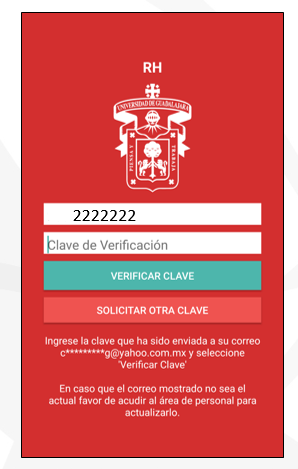 RH
UNIVERSIDAD DE GUADALAJARA
PIENSA Y
TRABAJA
2222222
Clave de Verificación
VERIFICAR CLAVE
SOLICITAR OTRA CLAVE
Ingrese la clave que ha sido enviada a su correo
c*********g@yahoo.com.mx y seleccione
'Verificar Clave'
En caso que el correo mostrado no sea el
actual favor de acudir al área de personal para
actualizarlo.